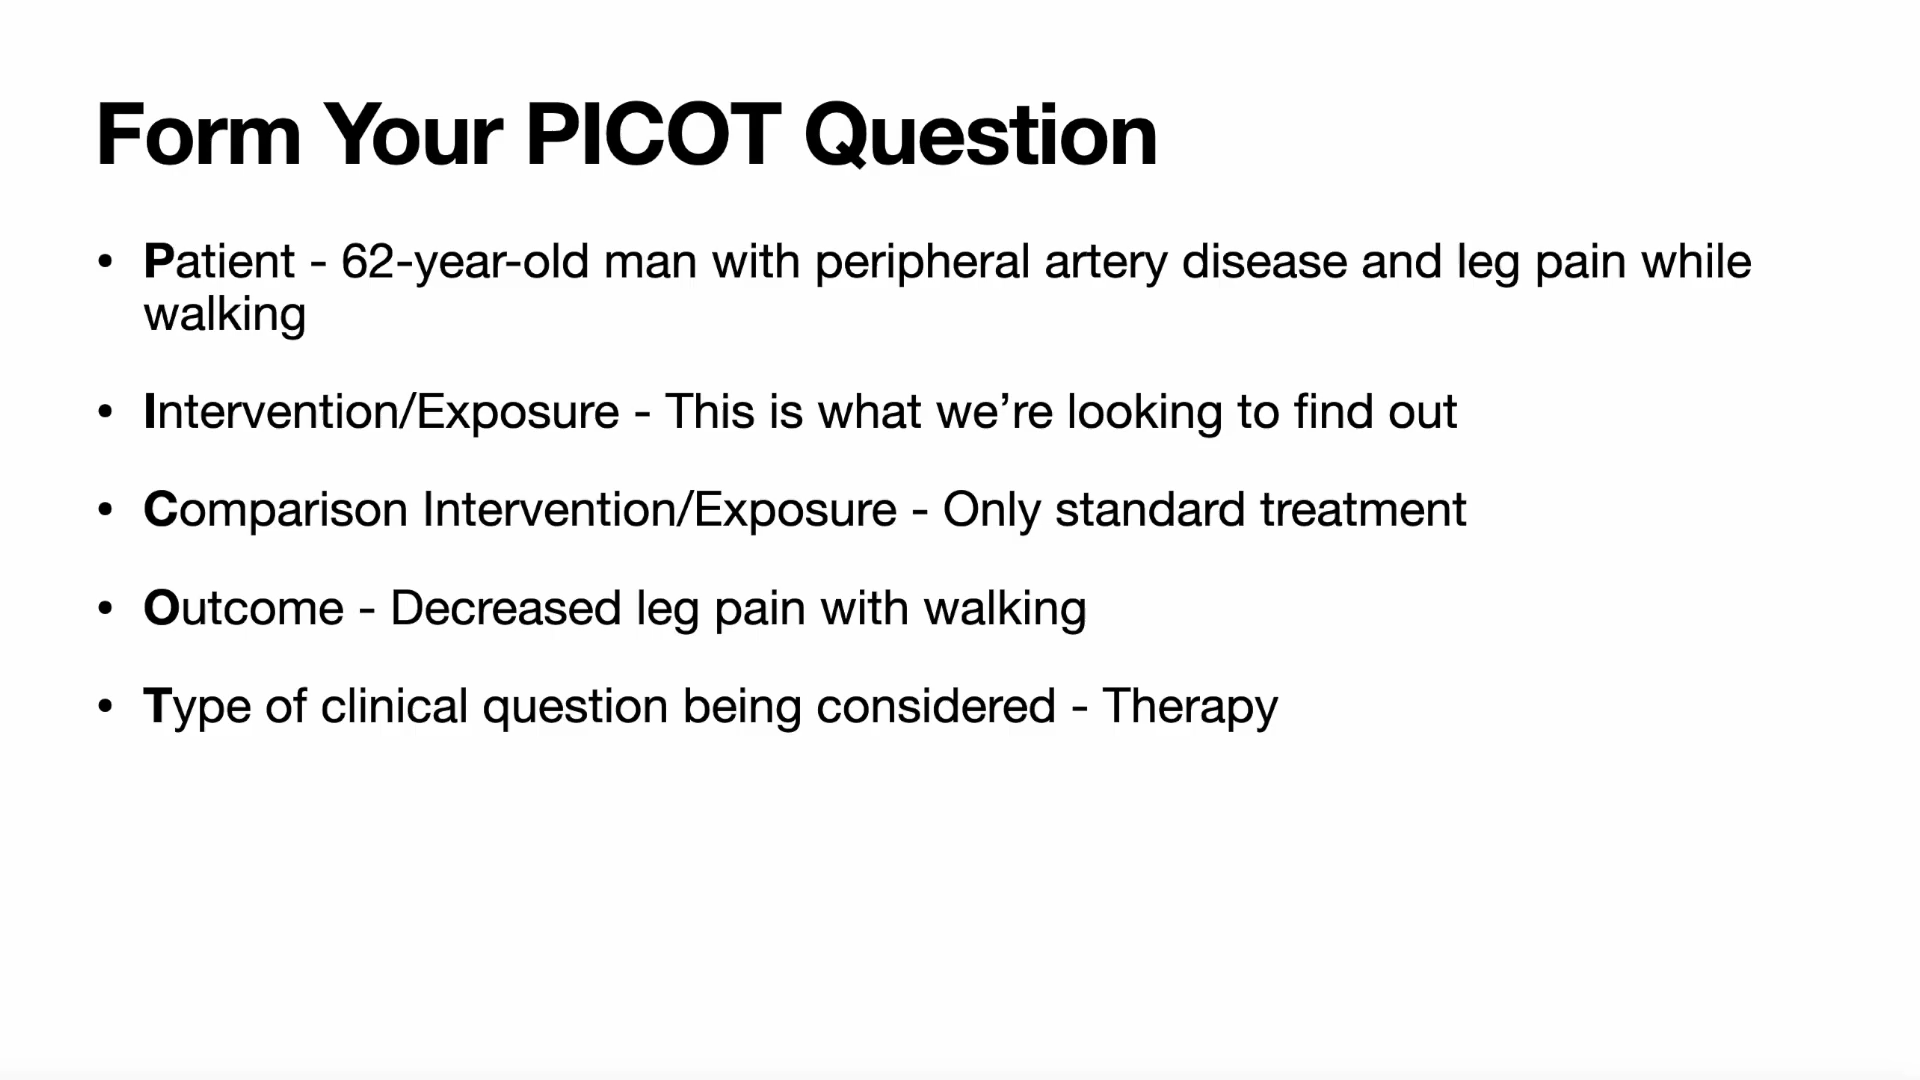 Form Your PICOT Question
• Patient - 62-year-old man with peripheral artery disease and leg pain while
walking
• Intervention/Exposure - This is what we’re looking to find out
• Comparison Intervention/Exposure - Only standard treatment
• Outcome - Decreased leg pain with walking
• Type of clinical question being considered - Therapy